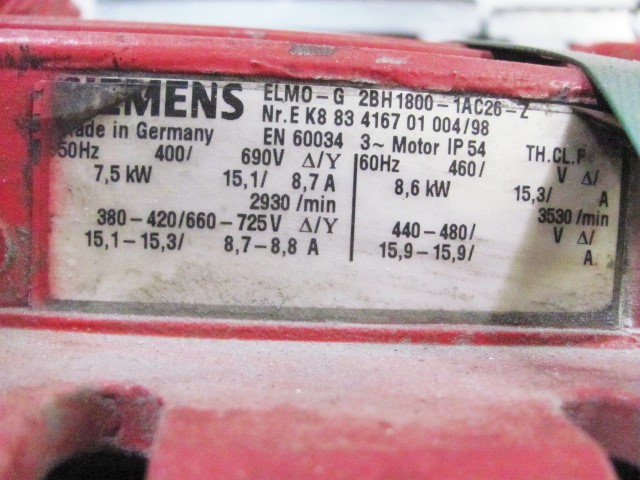 SIEMENS ELMO-G 2BH1800-1AC26-Z
Nr. E K8 83 4167 01 004/98
Made in Germany EN 60034 3~ Motor IP 54 TH.CL.F
50Hz 400/ 690V Δ/Y 60Hz 460/ V Δ/
7,5 kW 15,1/ 8,7 A 8,6 kW 15,3/ A
2930 /min 3530/min
380-420/660-725V Δ/Y 440-480/ V Δ/
15,1-15,3/ 8,7-8,8 A 15,9-15,9/ A